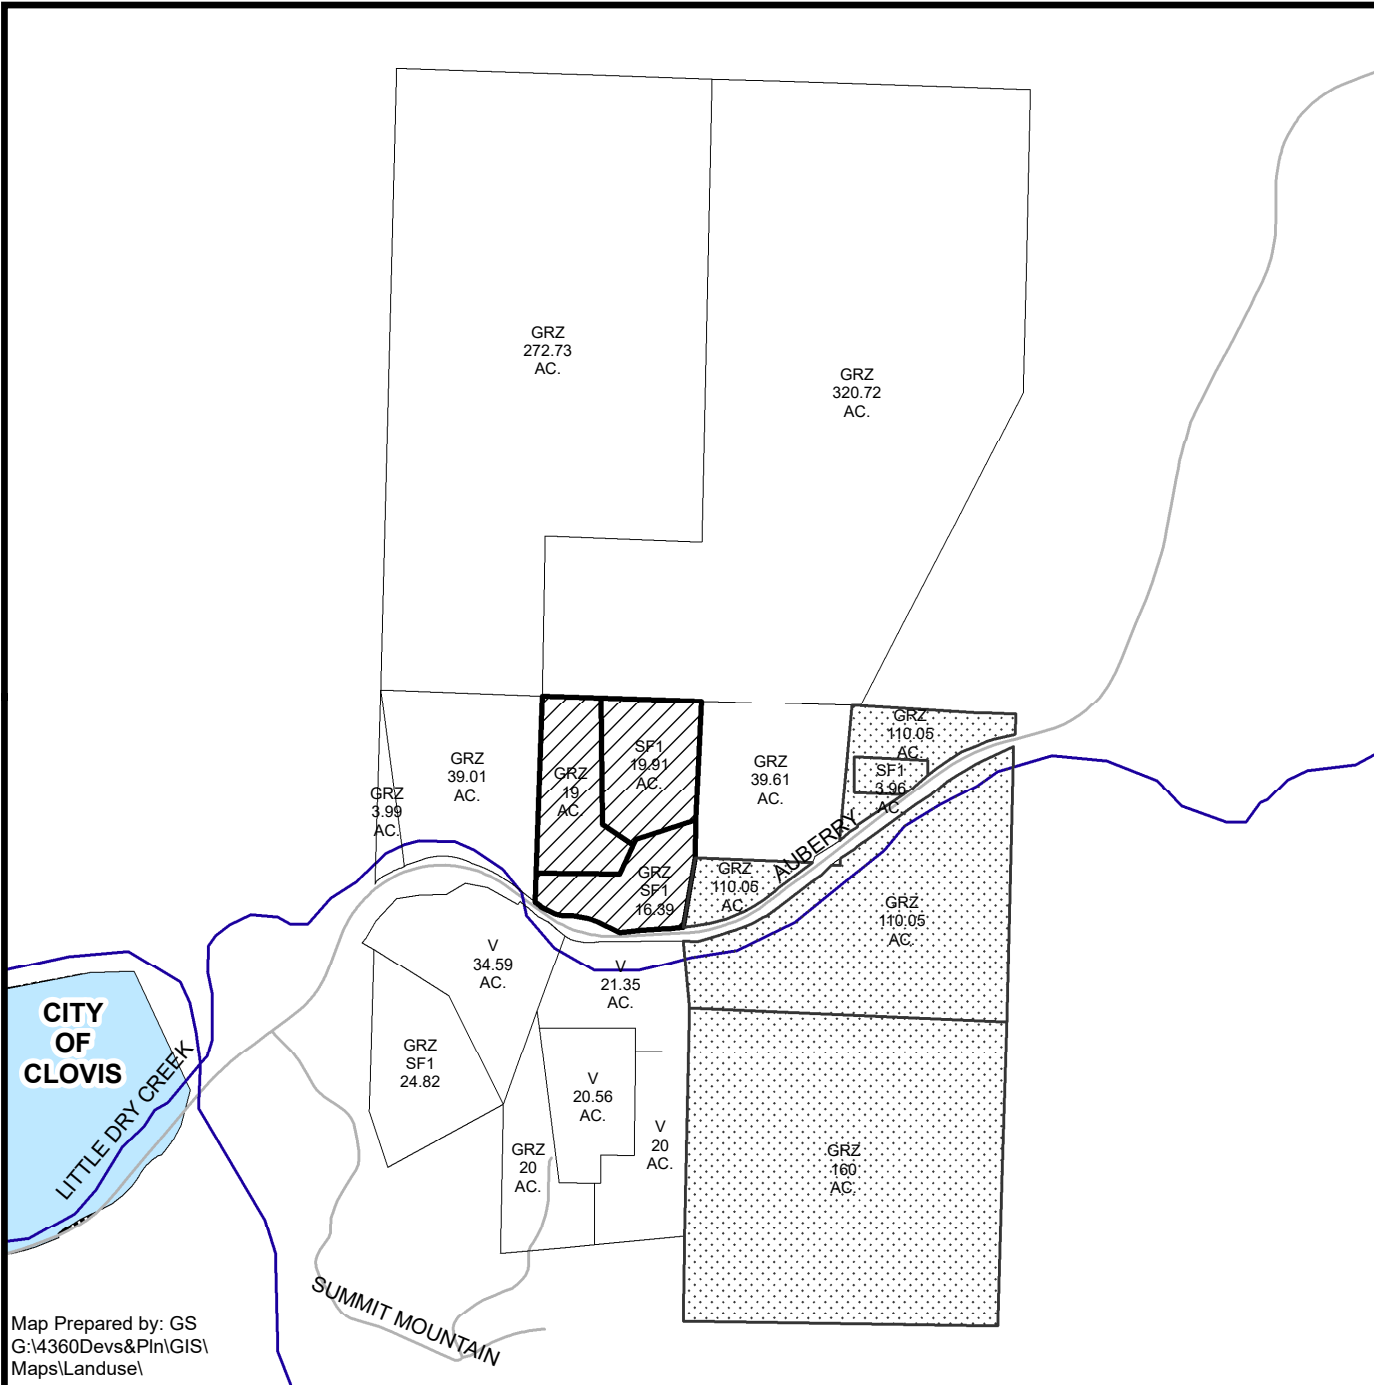 GRZ
272.73
AC.
GRZ
320.72
AC.
GRZ
110.05
AC.
SF1
19.91
AC.
GRZ
39.01
AC.
GRZ
39.61
AC.
GRZ
19
AC.
SF1
3.96
AC.
GRZ
3.99
AC.
AUBERRY
GRZ
SF1
16.39
GRZ
110.05
AC.
GRZ
110.05
AC.
V
34.59
AC.
V
21.35
AC.
CITY
OF
CLOVIS
GRZ
SF1
24.82
LITTLE DRY CREEK
V
20.56
AC.
V
20
AC.
GRZ
20
AC.
GRZ
160
AC.
SUMMIT MOUNTAIN
Map Prepared by: GS
G:\4360Devs&Pln\GIS\
Maps\Landuse\